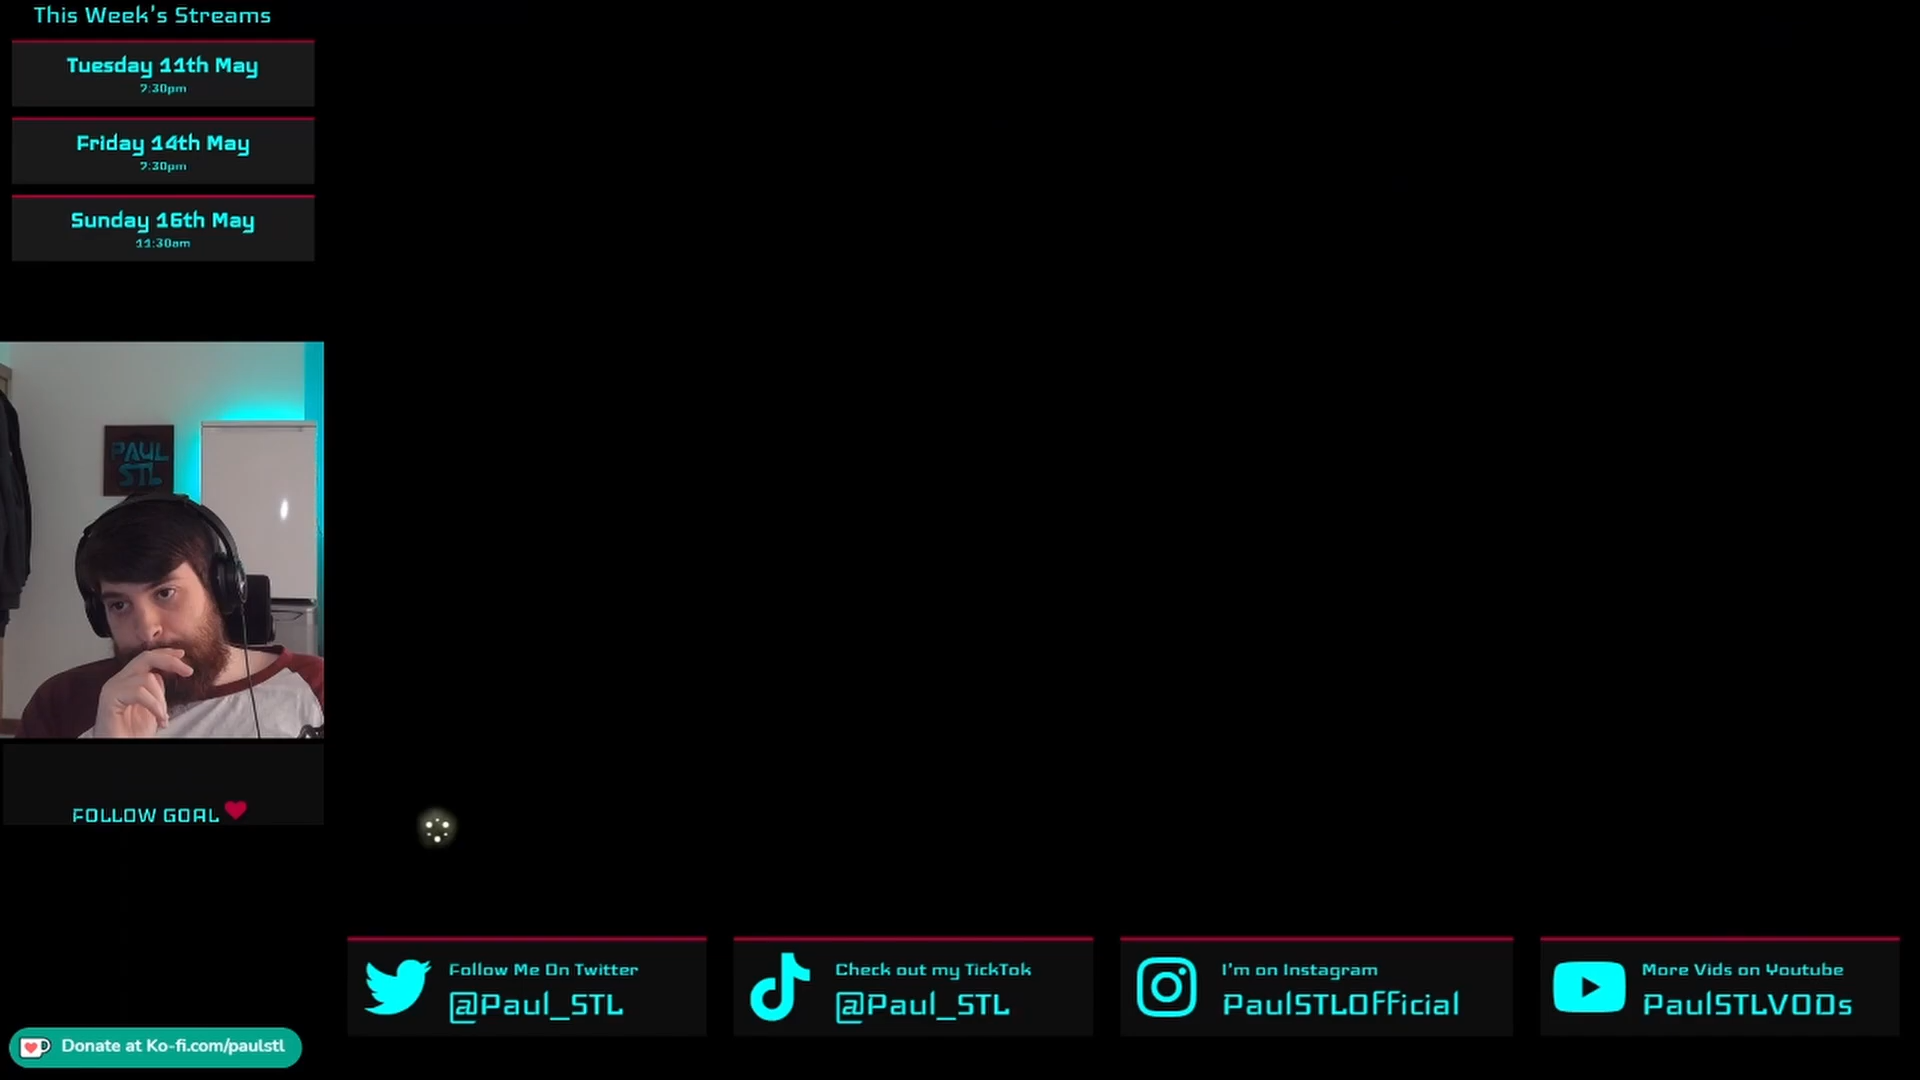 This Week's Streams
Tuesday 11th May
7:30pm
Friday 14th May
7:30pm
Sunday 16th May
11:30am
PAUL
STL
FOLLOW GOAL
Follow Me On Twitter
@Paul_STL
Check out my TickTok
@Paul_STL
I'm on Instagram
PaulSTLOfficial
More Vids on Youtube
PaulSTLVODs
Donate at Ko-fi.com/paulstl